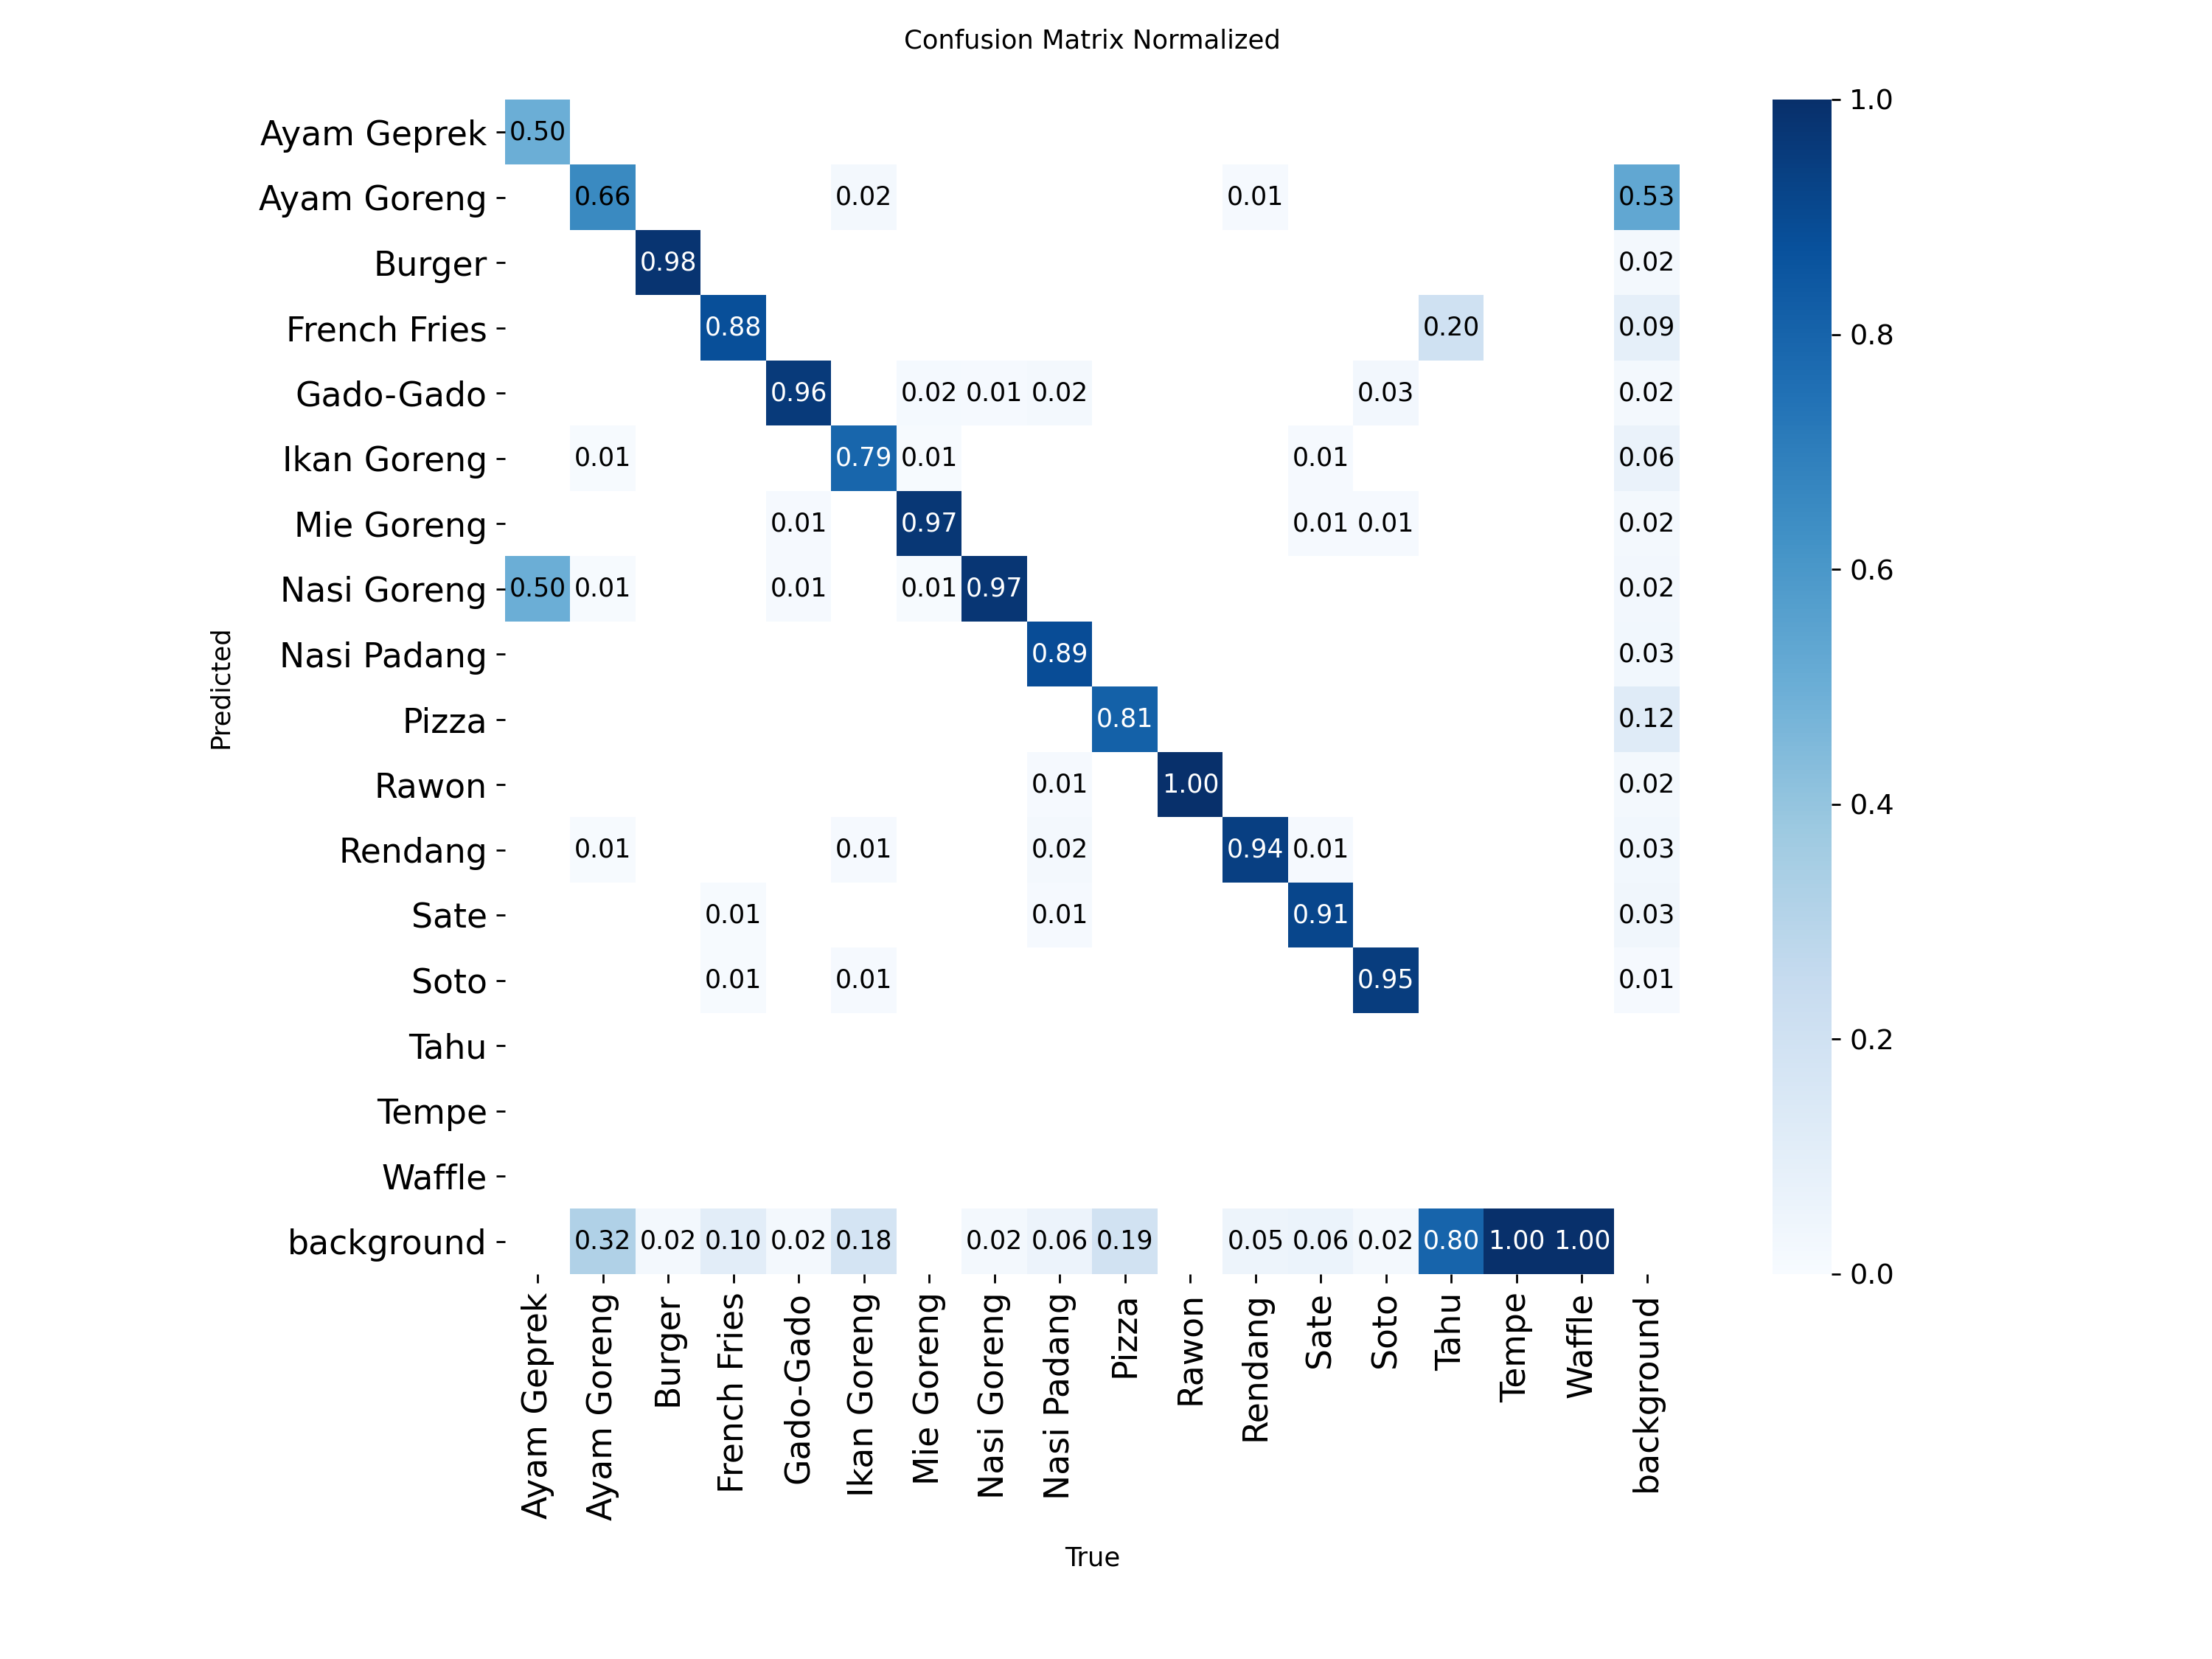 Confusion Matrix Normalized
Ayam Geprek 0.50
Ayam Goreng 0.66 0.02 0.01 0.53
Burger 0.98 0.02
French Fries 0.88 0.20 0.09
Gado-Gado 0.96 0.02 0.01 0.02 0.03 0.02
Ikan Goreng 0.01 0.79 0.01 0.01 0.06
Mie Goreng 0.01 0.97 0.01 0.01 0.02
Nasi Goreng 0.50 0.01 0.01 0.01 0.97 0.02
Nasi Padang 0.89 0.03
Pizza 0.81 0.12
Rawon 0.01 1.00 0.02
Rendang 0.01 0.01 0.02 0.94 0.01 0.03
Sate 0.01 0.01 0.91 0.03
Soto 0.01 0.01 0.95 0.01
Tahu
Tempe
Waffle
background 0.32 0.02 0.10 0.02 0.18 0.02 0.06 0.19 0.05 0.06 0.02 0.80 1.00 1.00
Predicted
Ayam Geprek
Ayam Goreng
Burger
French Fries
Gado-Gado
Ikan Goreng
Mie Goreng
Nasi Goreng
Nasi Padang
Pizza
Rawon
Rendang
Sate
Soto
Tahu
Tempe
Waffle
background
True
1.0
0.8
0.6
0.4
0.2
0.0